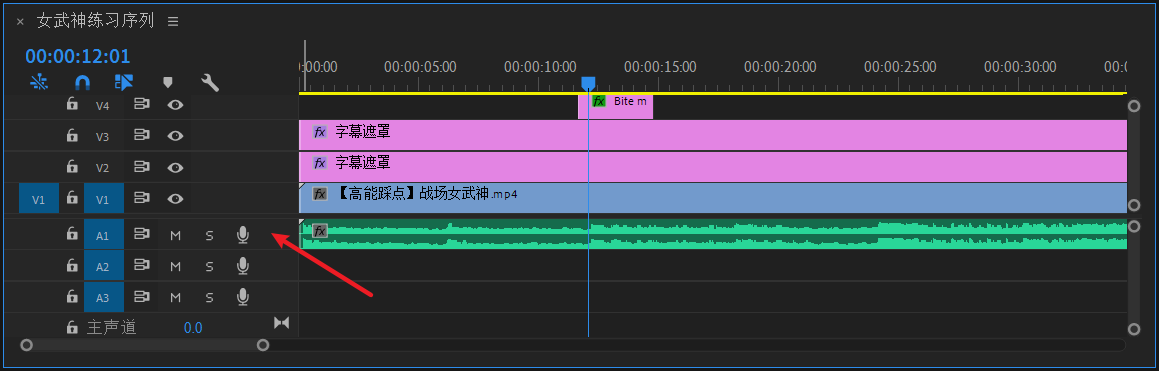 × 女武神练习序列 ≡
00:00:12:01
:00:00 00:00:05:00 00:00:10:00 00:00:15:00 00:00:20:00 00:00:25:00 00:00:30:00 00:0
V4 fx Bite m
V3 fx 字幕遮罩
V2 fx 字幕遮罩
V1 V1 fx 【高能踩点】战场女武神.mp4
A1 M S fx
A2 M S
A3 M S
主声道 0.0